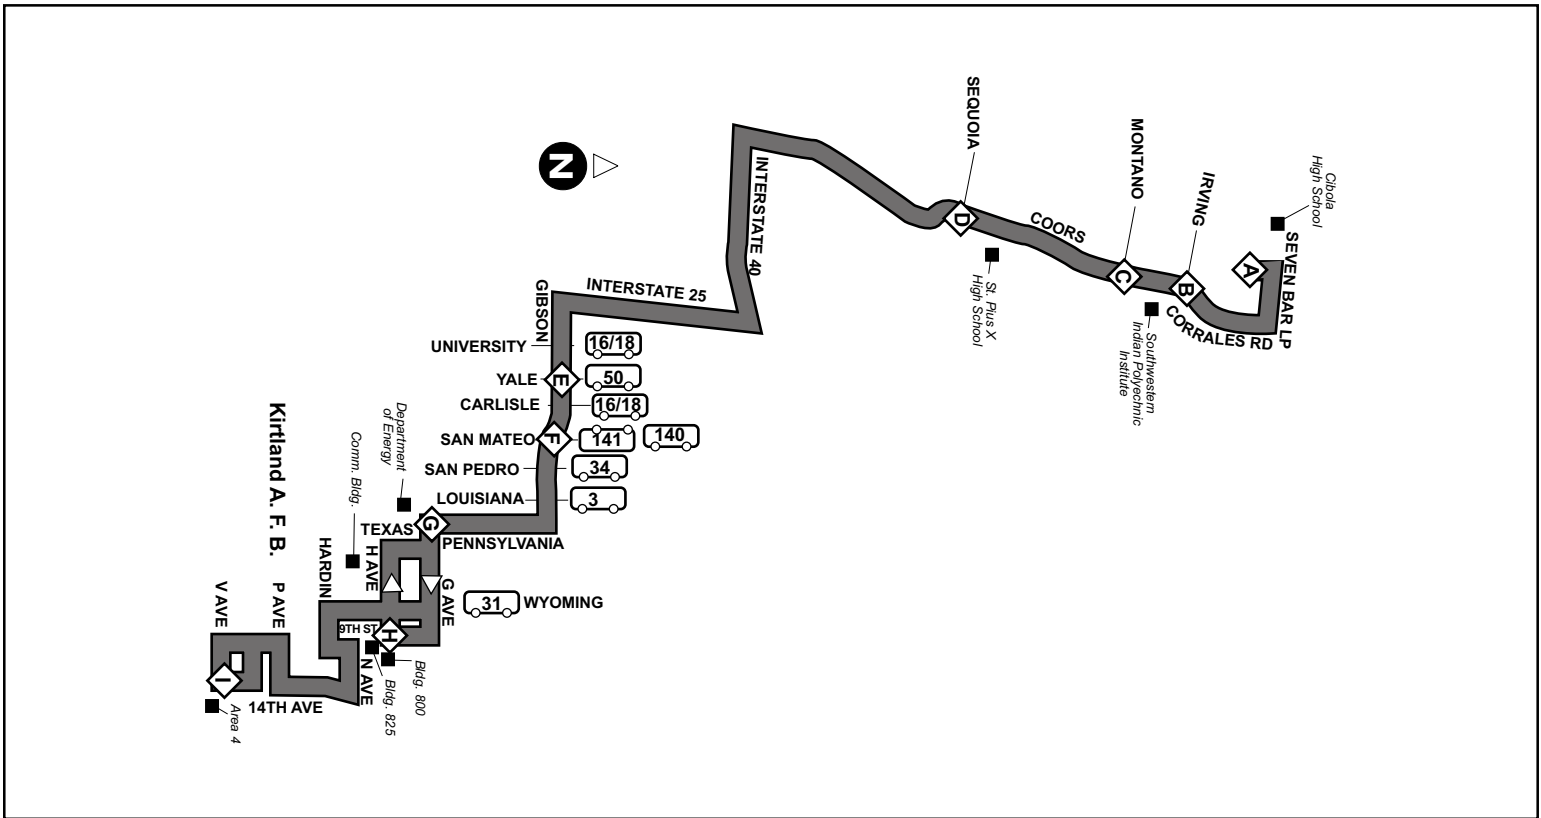 SEQUOIA
MONTANO
IRVING
Cibola
High School
SEVEN BAR LP
A
B
C
D
COORS
CORRALES RD
St. Pius X
High School
Southwestern
Indian Polyechnic
Institute
N
INTERSTATE 40
INTERSTATE 25
GIBSON
UNIVERSITY
16/18
YALE
E
50
CARLISLE
16/18
SAN MATEO
F
141
140
SAN PEDRO
34
LOUISIANA
3
TEXAS
G
PENNSYLVANIA
Department
of Energy
Comm. Bldg.
Kirtland A. F. B.
HARDIN
H AVE
G AVE
31
WYOMING
9TH ST
H
V AVE
P AVE
N AVE
Bldg. 800
Bldg. 825
I
14TH AVE
Area 4